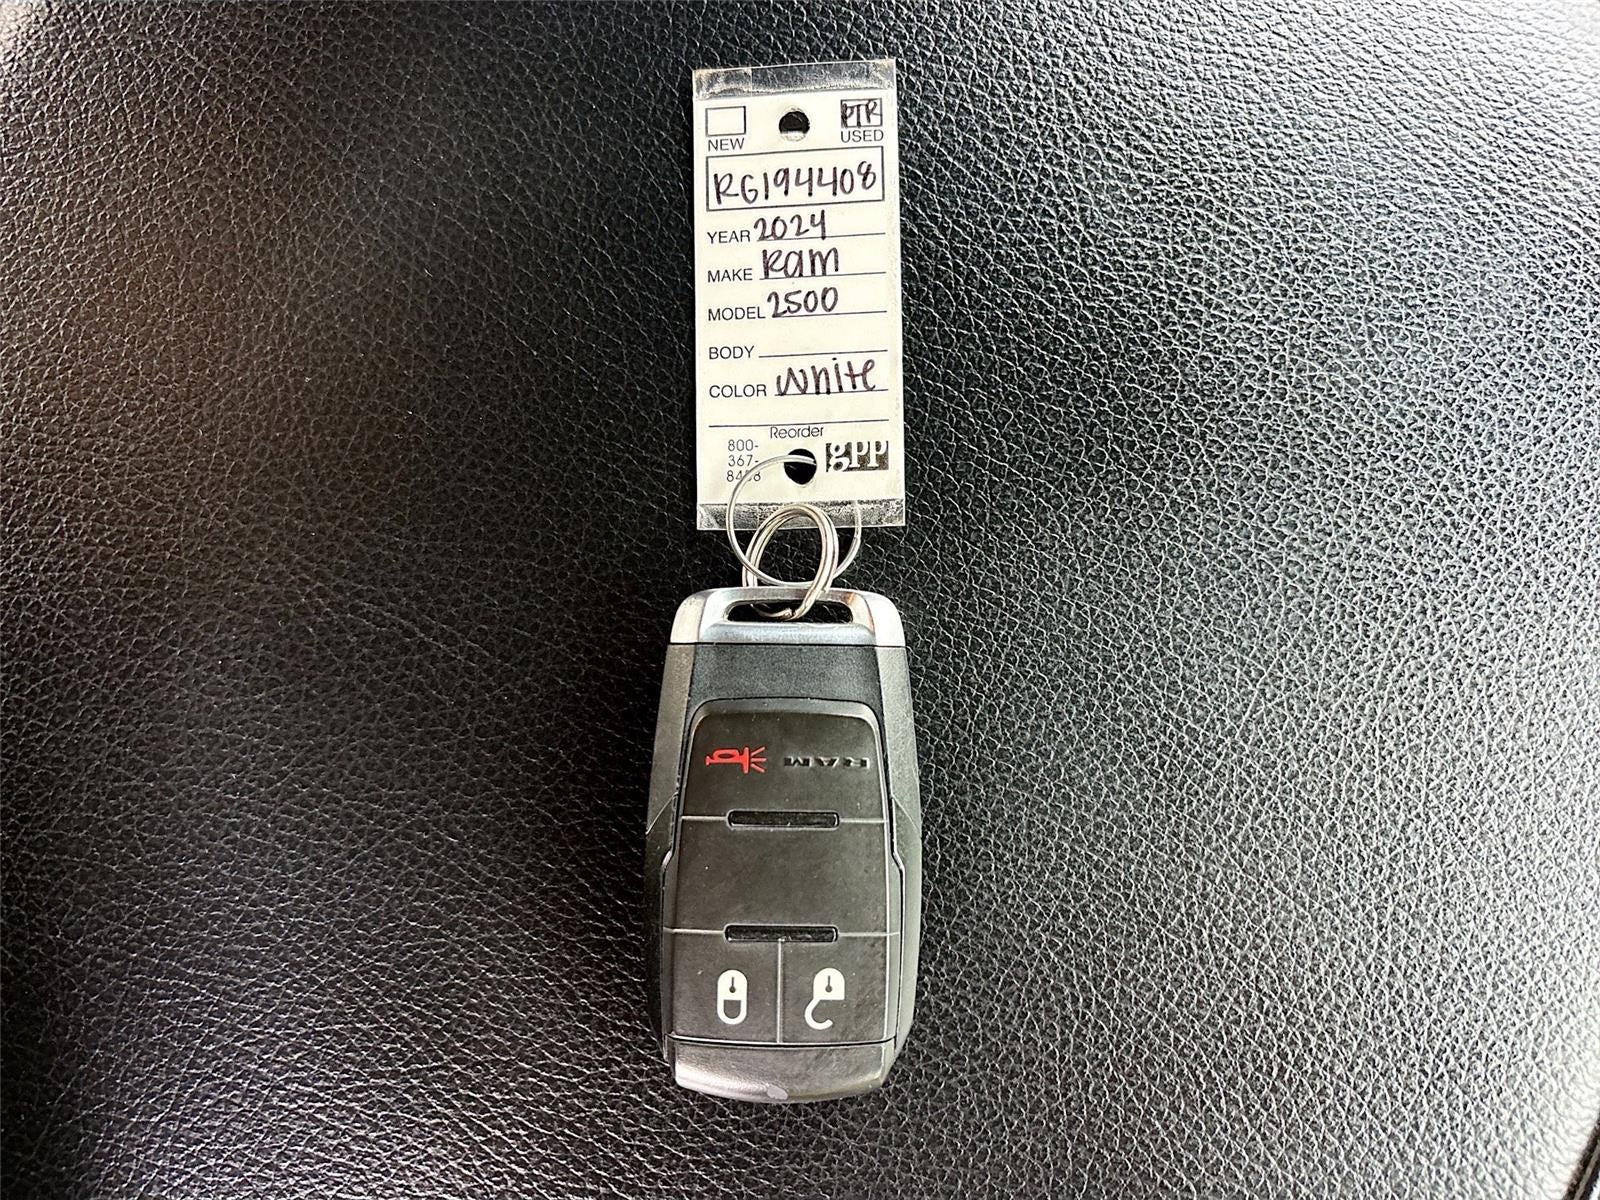 PTR
NEW USED
RG194408
YEAR 2024
MAKE Ram
MODEL 2500
BODY
COLOR White
Reorder
800-
367-
gPP
RAM